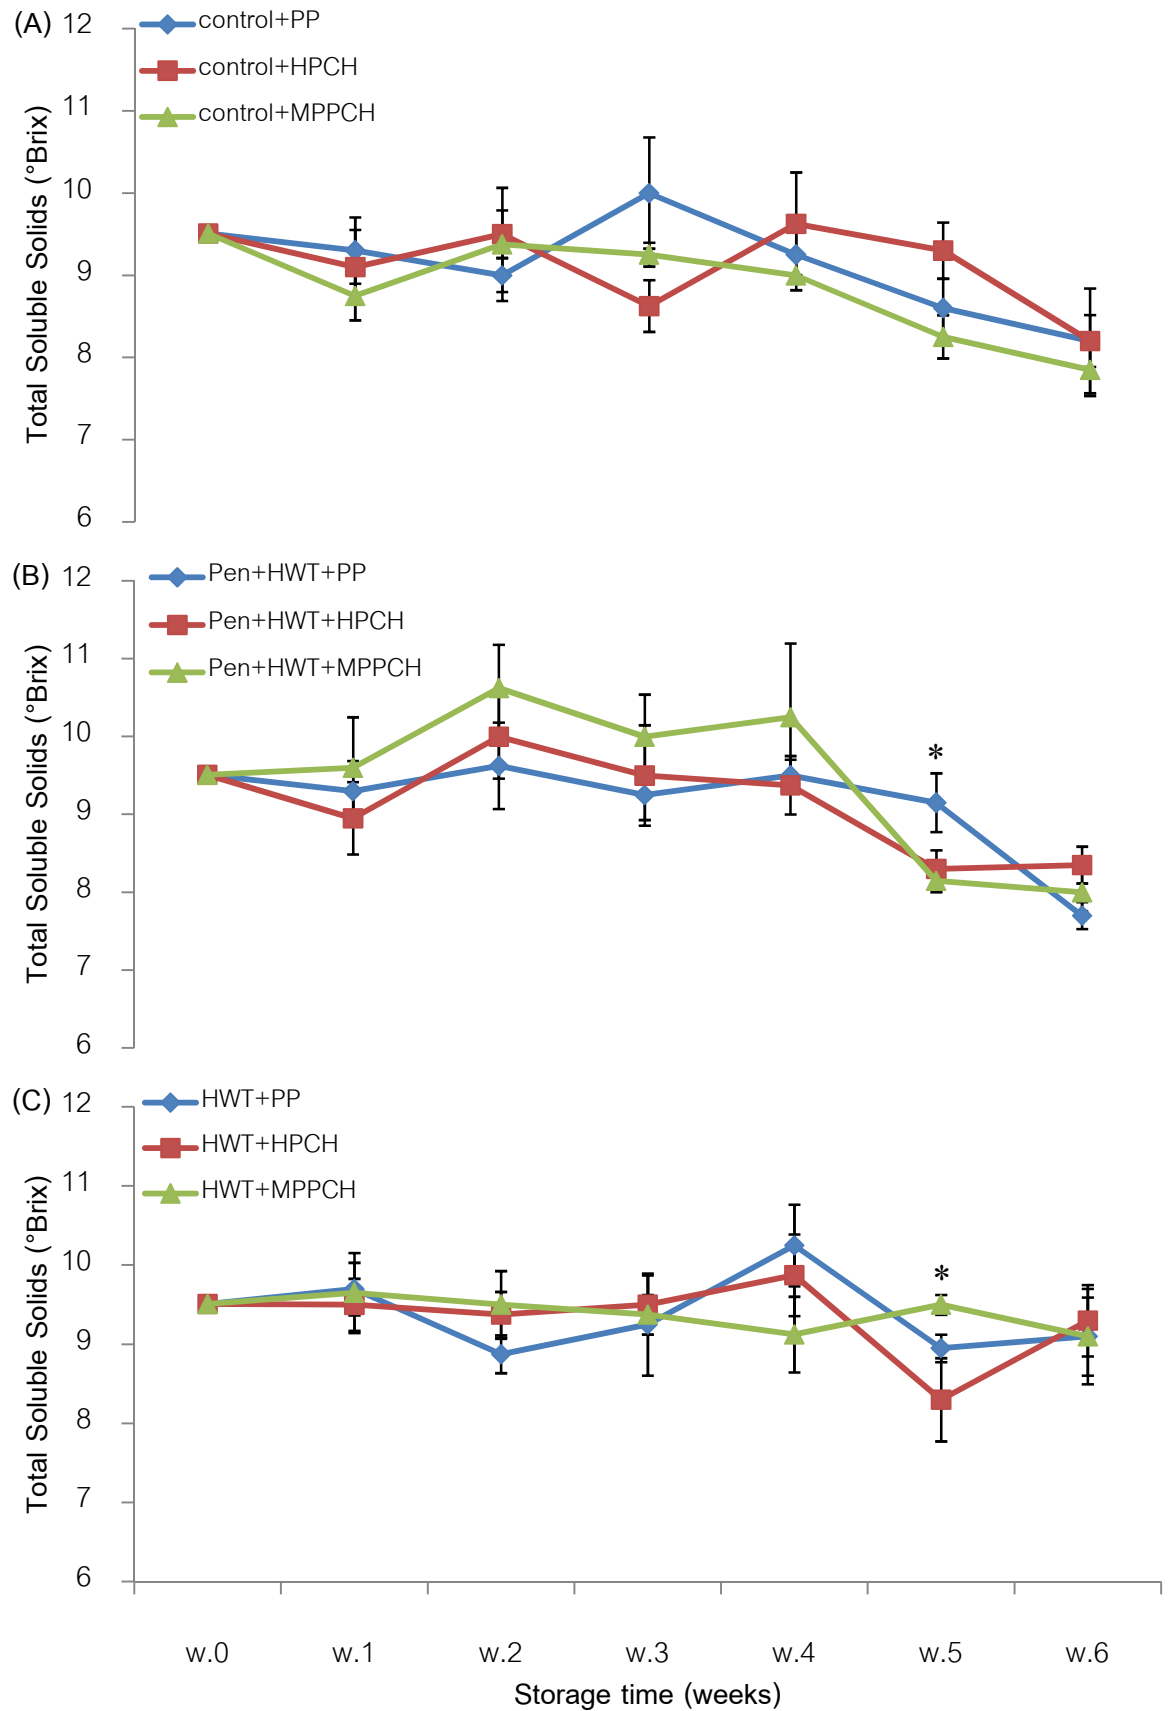 (A)
12
control+PP
control+HPCH
control+MPPCH
11
10
9
8
7
6
Total Soluble Solids (°Brix)
(B)
12
Pen+HWT+PP
Pen+HWT+HPCH
Pen+HWT+MPPCH
11
10
9
8
7
6
Total Soluble Solids (°Brix)
*
(C)
12
HWT+PP
HWT+HPCH
HWT+MPPCH
11
10
9
8
7
6
Total Soluble Solids (°Brix)
*
w.0 w.1 w.2 w.3 w.4 w.5 w.6
Storage time (weeks)